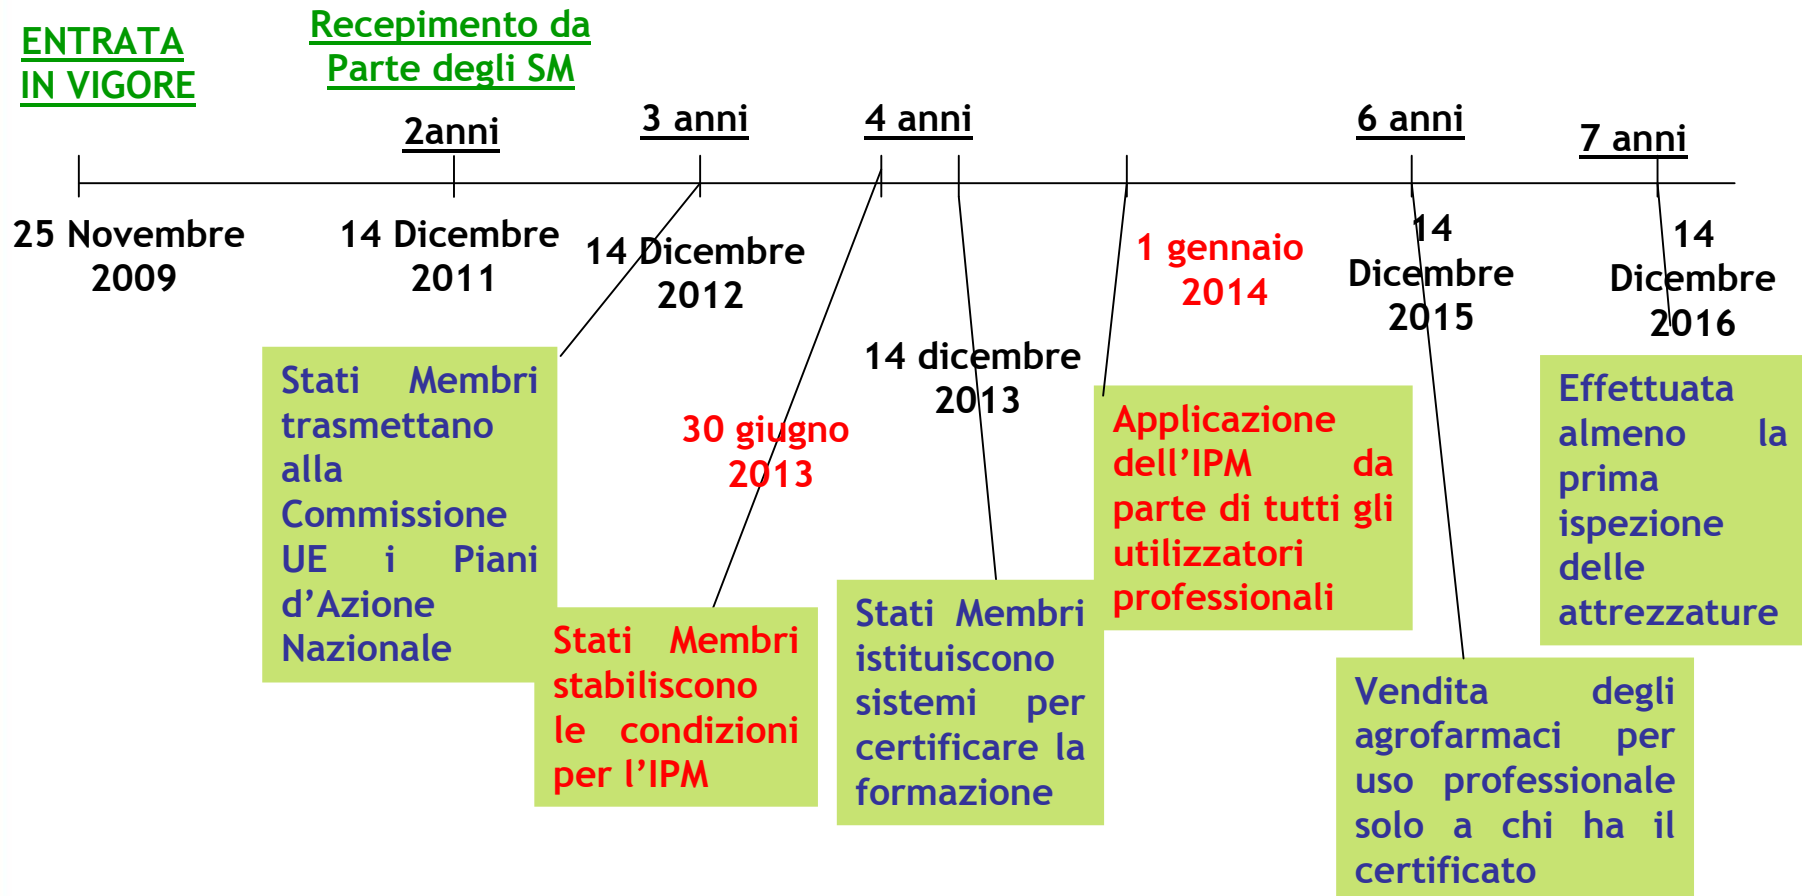 ENTRATA
IN VIGORE
Recepimento da
Parte degli SM
2anni
3 anni
4 anni
6 anni
7 anni
25 Novembre
2009
14 Dicembre
2011
14 Dicembre
2012
30 giugno
2013
14 dicembre
2013
1 gennaio
2014
14
Dicembre
2015
14
Dicembre
2016
Stati Membri
trasmettano
alla
Commissione
UE i Piani
d’Azione
Nazionale
Stati Membri
stabiliscono
le condizioni
per l’IPM
Stati Membri
istituiscono
sistemi per
certificare la
formazione
Applicazione
dell’IPM da
parte di tutti gli
utilizzatori
professionali
Vendita degli
agrofarmaci per
uso professionale
solo a chi ha il
certificato
Effettuata
almeno la
prima
ispezione
delle
attrezzature